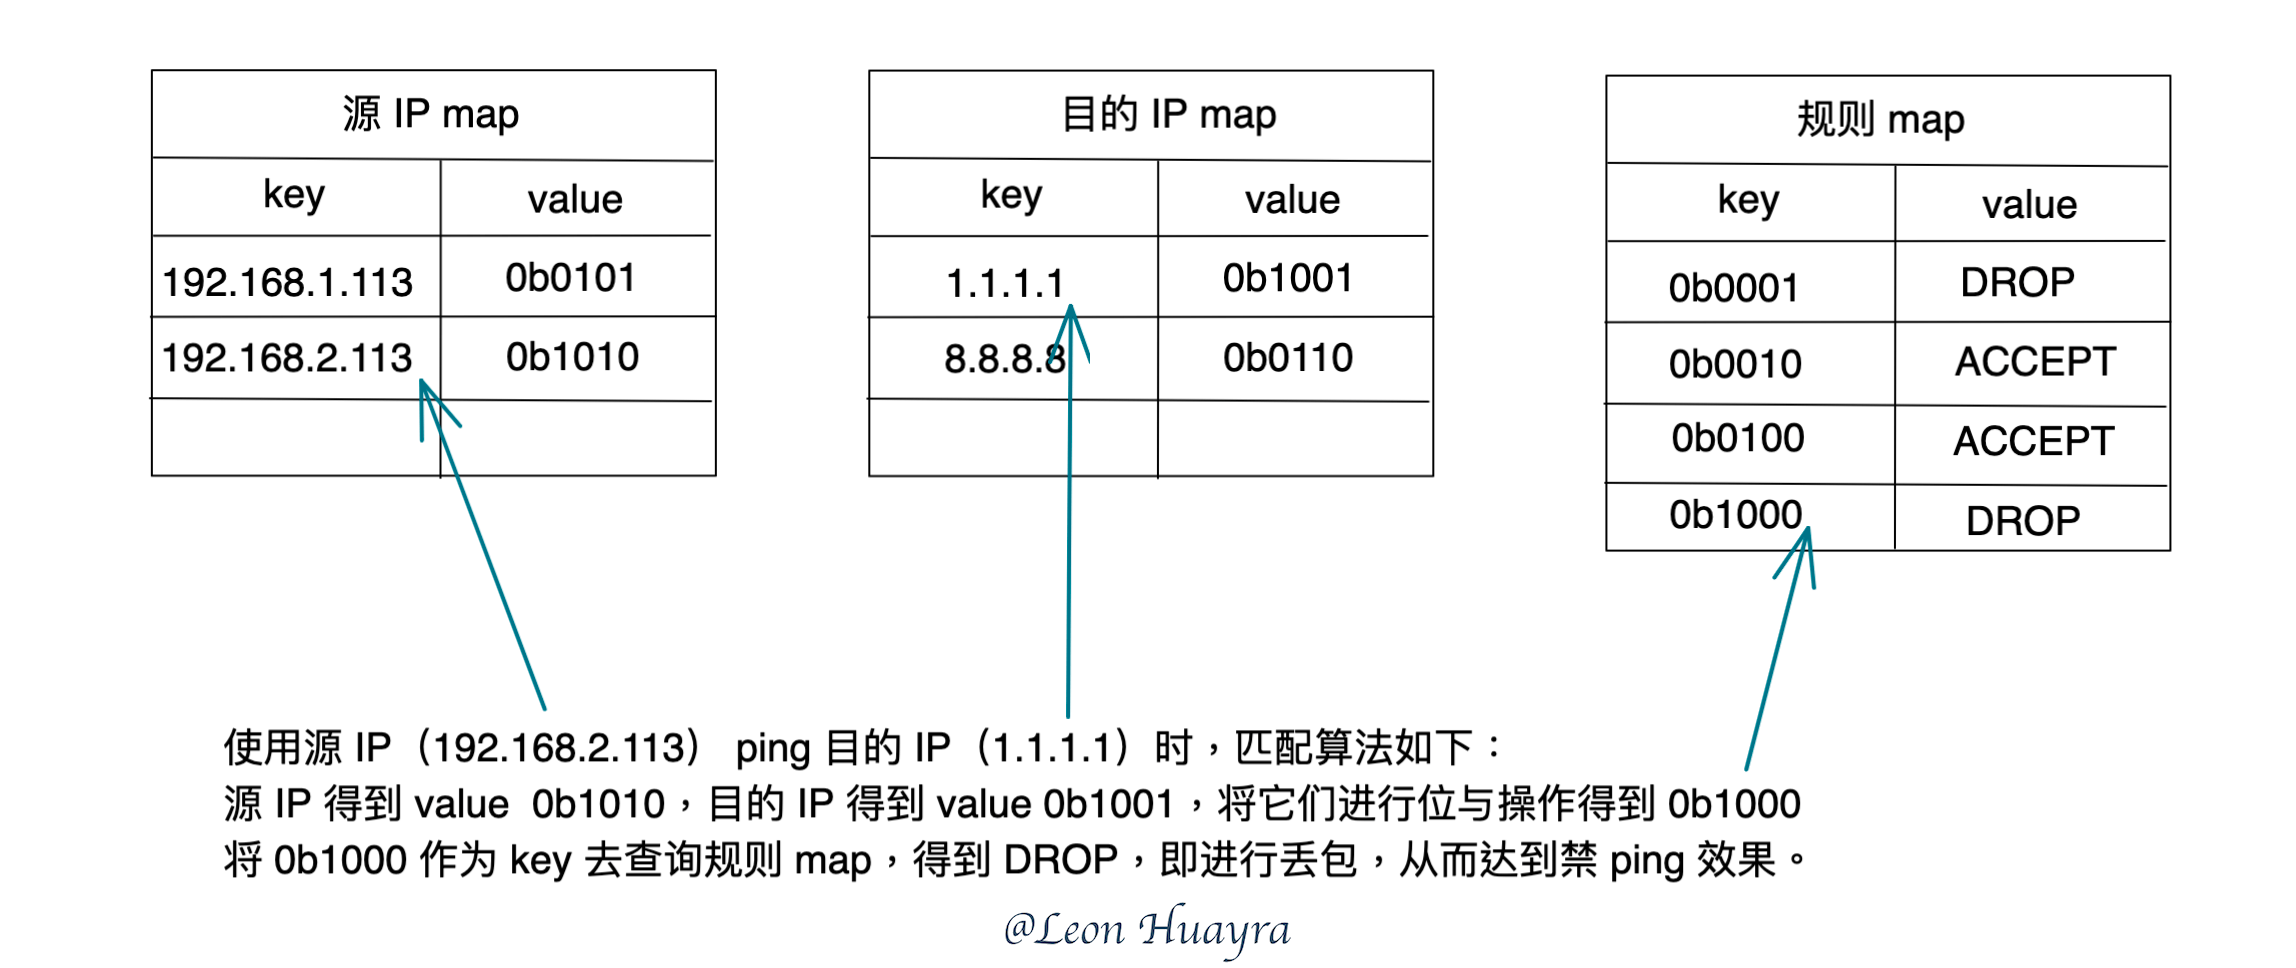 源 IP map
key value
192.168.1.113 0b0101
192.168.2.113 0b1010
目的 IP map
key value
1.1.1.1 0b1001
8.8.8.8 0b0110
规则 map
key value
0b0001 DROP
0b0010 ACCEPT
0b0100 ACCEPT
0b1000 DROP
使用源 IP（192.168.2.113） ping 目的 IP（1.1.1.1）时，匹配算法如下：
源 IP 得到 value 0b1010，目的 IP 得到 value 0b1001，将它们进行位与操作得到 0b1000
将 0b1000 作为 key 去查询规则 map，得到 DROP，即进行丢包，从而达到禁 ping 效果。
@Leon Huayra